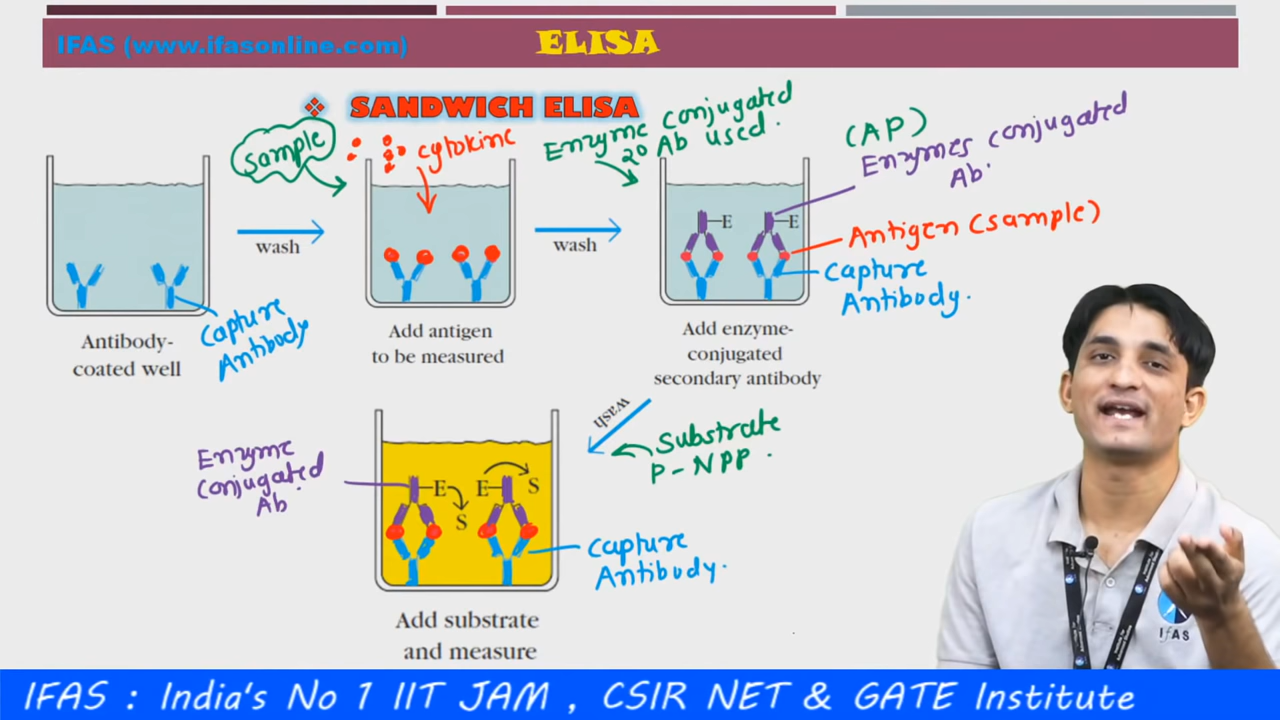 IFAS (www.ifasonline.com)
ELISA
SANDWICH ELISA
sample
cytokine
Enzyme conjugated
2° Ab used.
(AP)
Enzymes conjugated
Ab.
wash
wash
E
E
Antigen (sample)
Capture
Antibody.
Capture
Antibody
Antibody-
coated well
Add antigen
to be measured
Add enzyme-
conjugated
secondary antibody
wash
Substrate
P-NPP.
Enzyme
conjugated
Ab.
E
S
E
S
Capture
Antibody.
Add substrate
and measure
IFAS
IFAS : India's No 1 IIT JAM , CSIR NET & GATE Institute